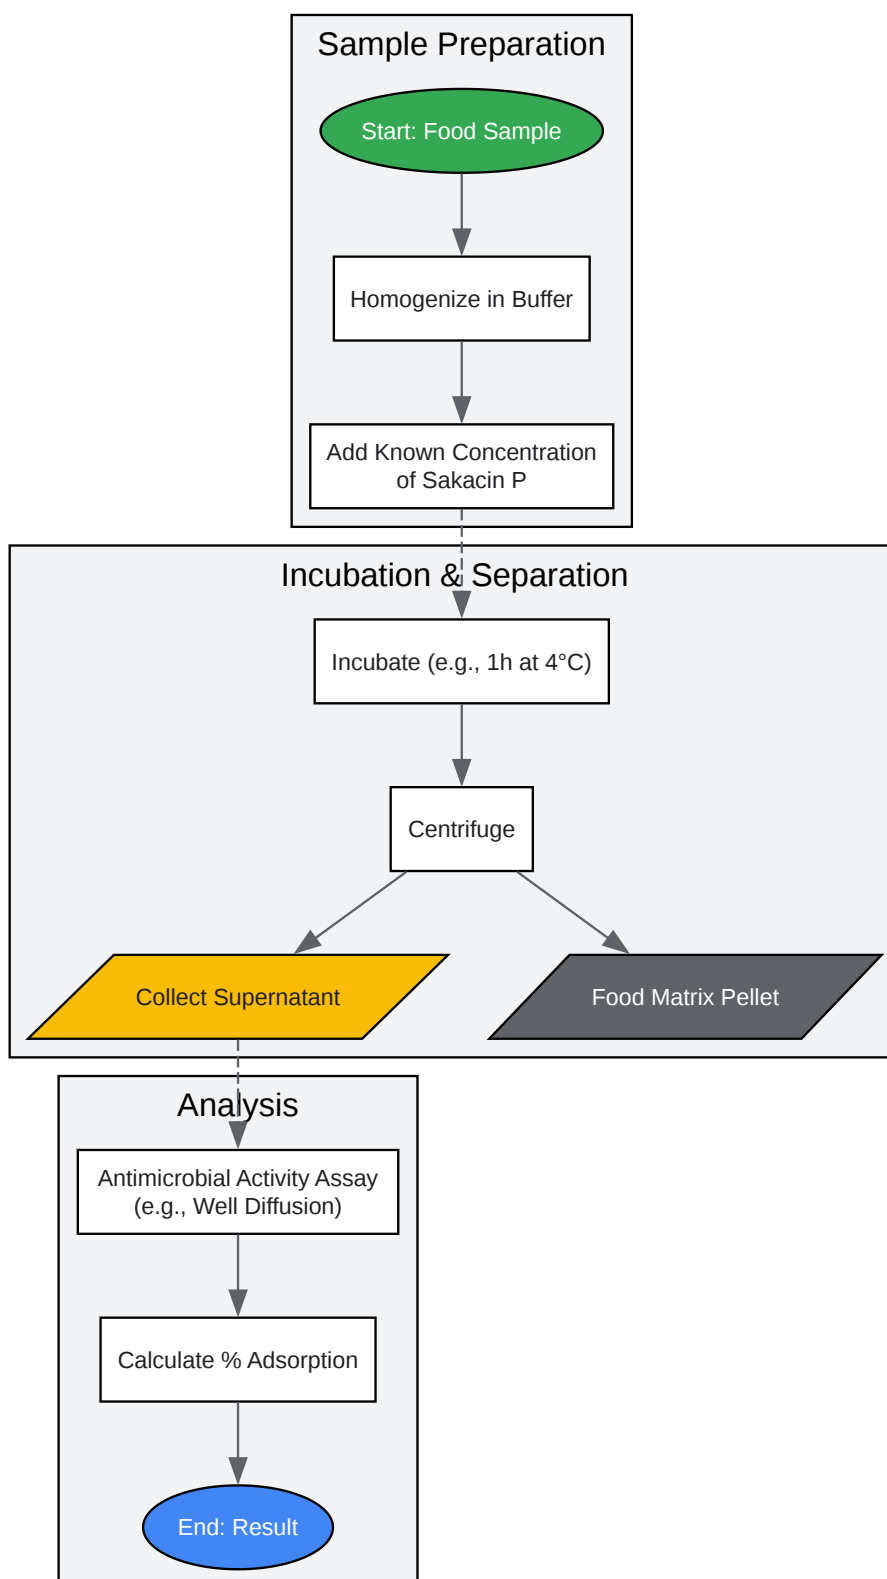 Sample Preparation
Start: Food Sample
Homogenize in Buffer
Add Known Concentration
of Sakacin P
Incubation & Separation
Incubate (e.g., 1h at 4°C)
Centrifuge
Collect Supernatant
Food Matrix Pellet
Analysis
Antimicrobial Activity Assay
(e.g., Well Diffusion)
Calculate % Adsorption
End: Result